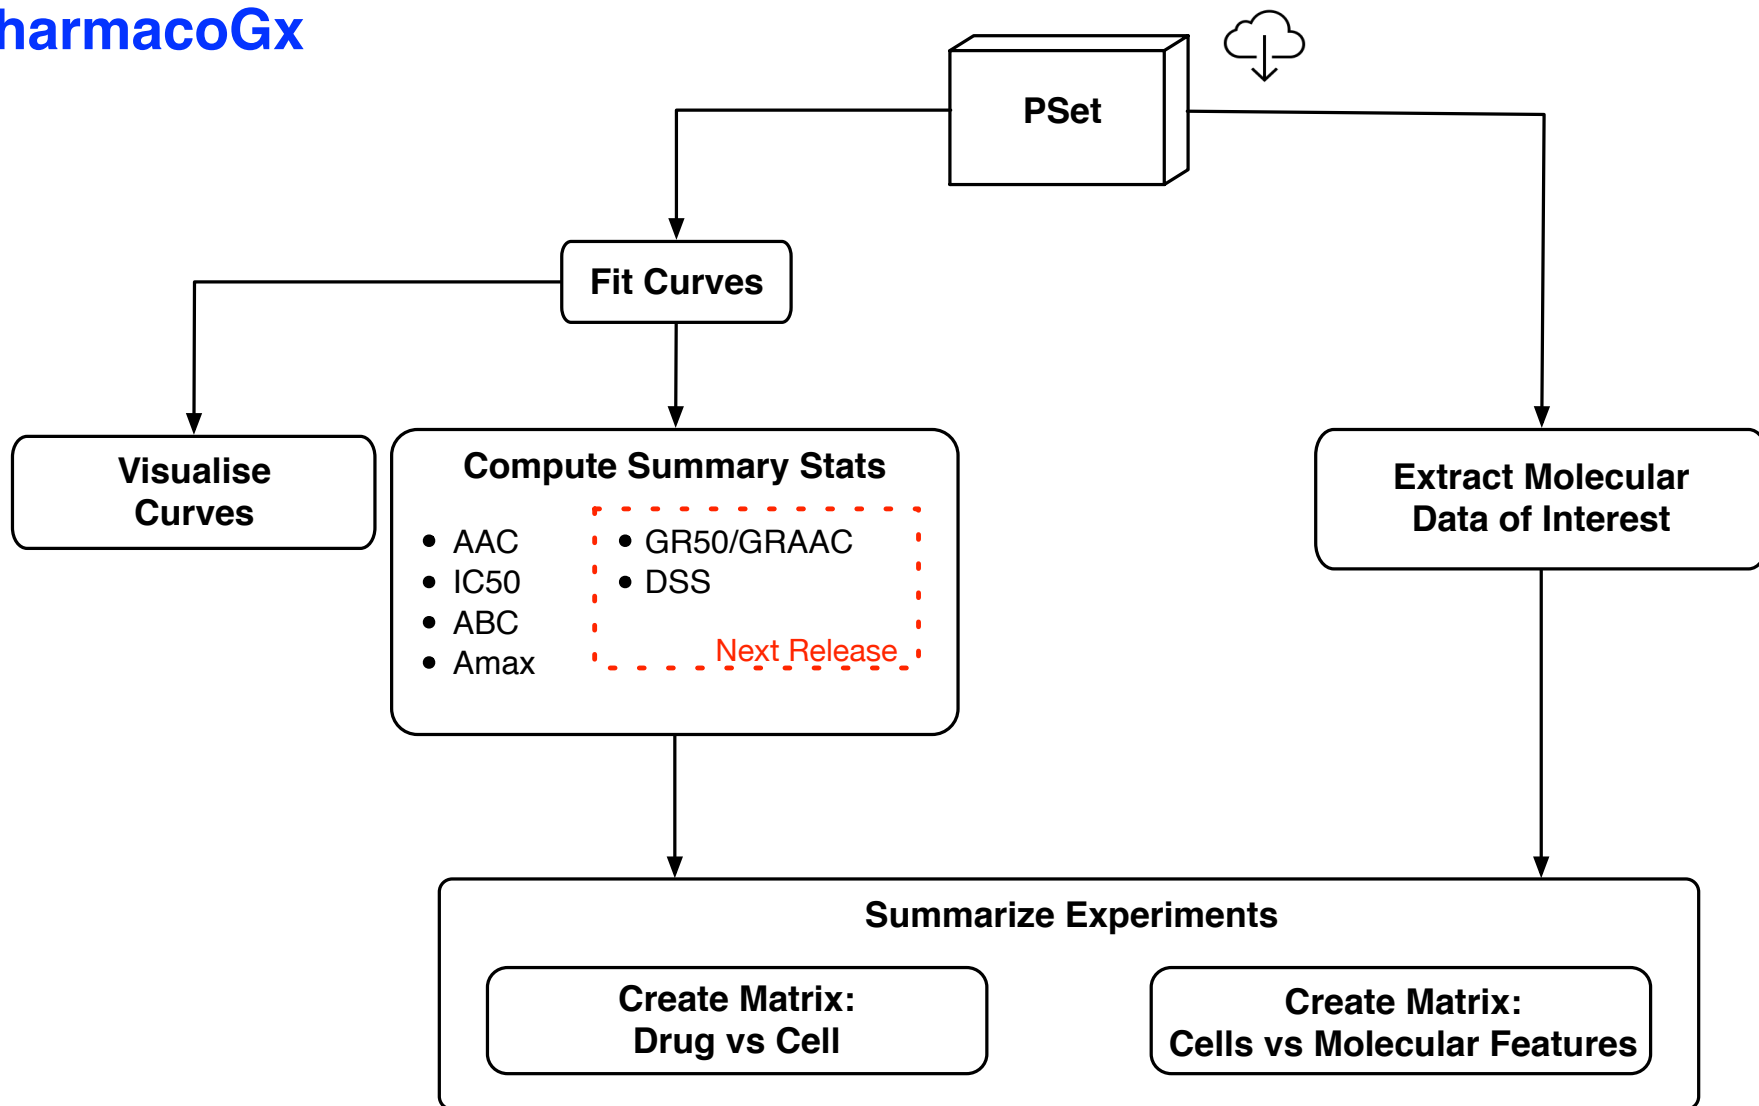 harmacoGx
PSet
Fit Curves
Visualise
Curves
Compute Summary Stats
• AAC
• IC50
• ABC
• Amax
• GR50/GRAAC
• DSS
Next Release
Extract Molecular
Data of Interest
Summarize Experiments
Create Matrix:
Drug vs Cell
Create Matrix:
Cells vs Molecular Features